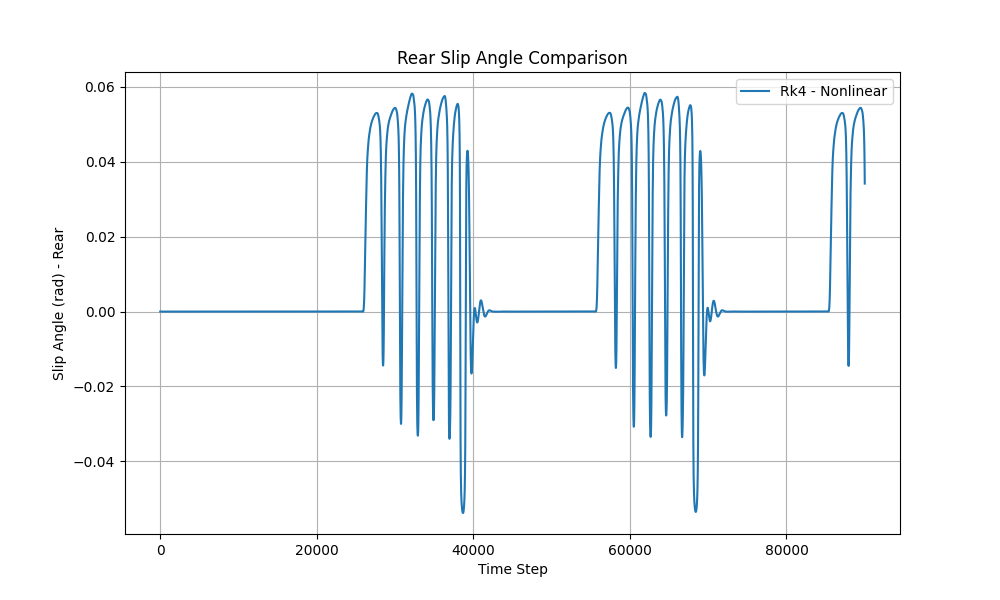 Rear Slip Angle Comparison
Rk4 - Nonlinear
0.06
0.04
0.02
0.00
−0.02
−0.04
Slip Angle (rad) - Rear
0 20000 40000 60000 80000
Time Step